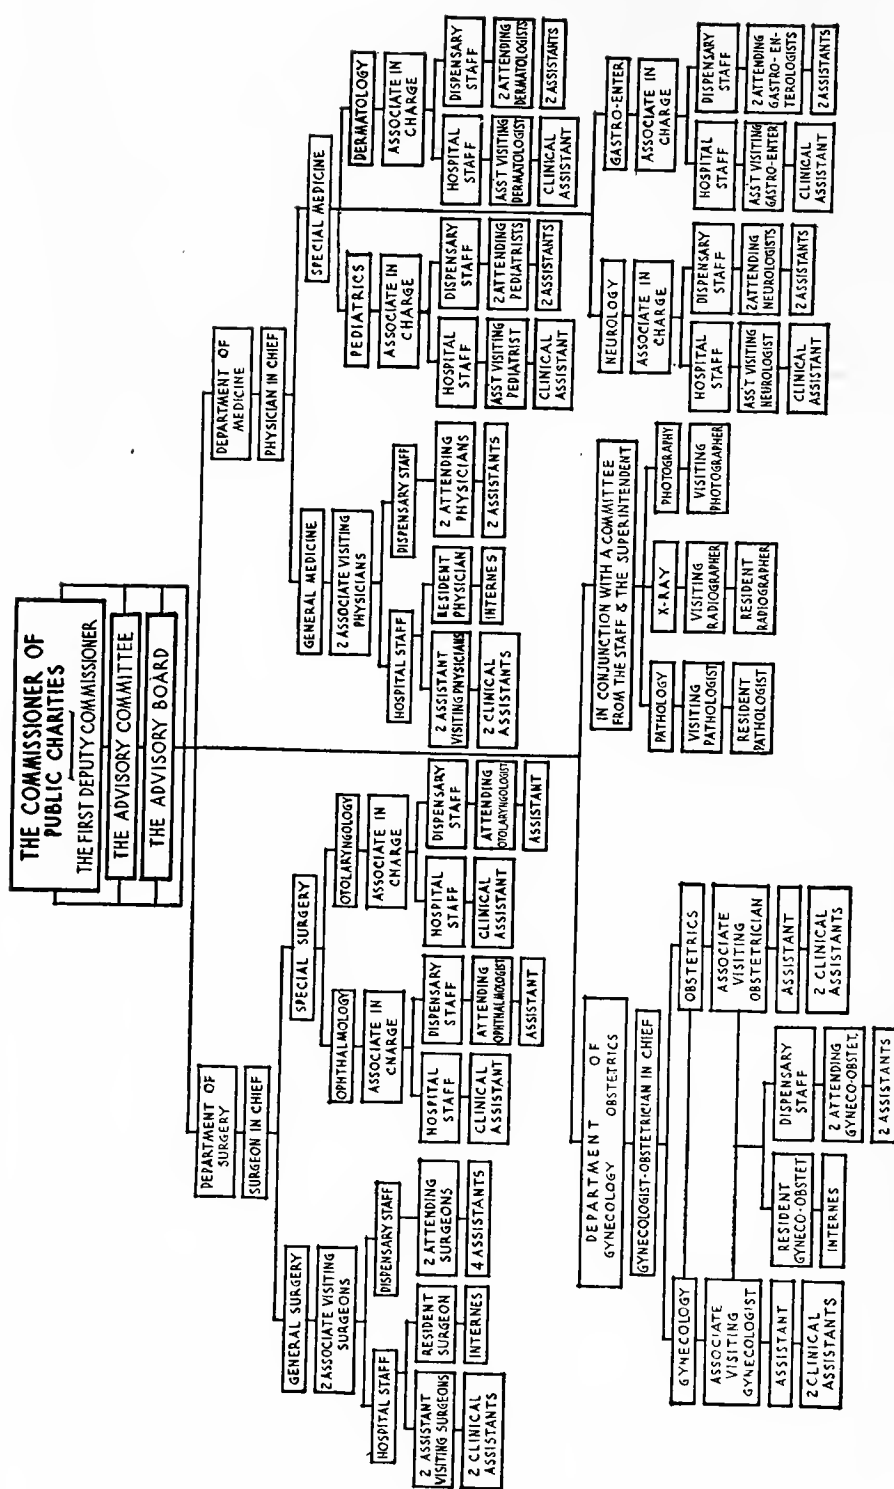 THE COMMISSIONER OF
PUBLIC CHARITIES
THE FIRST DEPUTY COMMISSIONER
THE ADVISORY COMMITTEE
THE ADVISORY BOARD
DEPARTMENT OF
SURGERY
SURGEON IN CHIEF
GENERAL SURGERY
2 ASSOCIATE VISITING
SURGEONS
HOSPITAL STAFF
2 ASSISTANT
VISITING SURGEONS
2 CLINICAL
ASSISTANTS
RESIDENT
SURGEON
INTERNES
DISPENSARY STAFF
2 ATTENDING
SURGEONS
4 ASSISTANTS
SPECIAL SURGERY
OPHTHALMOLOGY
ASSOCIATE IN
CHARGE
HOSPITAL
STAFF
CLINICAL
ASSISTANT
DISPENSARY
STAFF
ATTENDING
OPHTHALMOLOGIST
ASSISTANT
OTOLARYNGOLOGY
ASSOCIATE IN
CHARGE
HOSPITAL
STAFF
CLINICAL
ASSISTANT
DISPENSARY
STAFF
ATTENDING
OTOLARYNGOLOGIST
ASSISTANT
DEPARTMENT OF
MEDICINE
PHYSICIAN IN CHIEF
GENERAL MEDICINE
2 ASSOCIATE VISITING
PHYSICIANS
HOSPITAL STAFF
2 ASSISTANT
VISITING PHYSICIANS
2 CLINICAL
ASSISTANTS
RESIDENT
PHYSICIAN
INTERNES
DISPENSARY STAFF
2 ATTENDING
PHYSICIANS
2 ASSISTANTS
SPECIAL MEDICINE
PEDIATRICS
ASSOCIATE IN
CHARGE
HOSPITAL
STAFF
ASS'T VISITING
PEDIATRIST
CLINICAL
ASSISTANT
DISPENSARY
STAFF
2 ATTENDING
PEDIATRISTS
2 ASSISTANTS
DERMATOLOGY
ASSOCIATE IN
CHARGE
HOSPITAL
STAFF
ASS'T VISITING
DERMATOLOGIST
CLINICAL
ASSISTANT
DISPENSARY
STAFF
2 ATTENDING
DERMATOLOGISTS
2 ASSISTANTS
DEPARTMENT OF
GYNECOLOGY OBSTETRICS
GYNECOLOGIST-OBSTETRICIAN IN CHIEF
GYNECOLOGY
ASSOCIATE
VISITING
GYNECOLOGIST
ASSISTANT
2 CLINICAL
ASSISTANTS
RESIDENT
GYNECO-OBSTET
INTERNES
DISPENSARY
STAFF
2 ATTENDING
GYNECO-OBSTET.
2 ASSISTANTS
OBSTETRICS
ASSOCIATE
VISITING
OBSTETRICIAN
ASSISTANT
2 CLINICAL
ASSISTANTS
IN CONJUNCTION WITH A COMMITTEE
FROM THE STAFF & THE SUPERINTENDENT
PATHOLOGY
VISITING
PATHOLOGIST
RESIDENT
PATHOLOGIST
X-RAY
VISITING
RADIOGRAPHER
RESIDENT
RADIOGRAPHER
PHOTOGRAPHY
VISITING
PHOTOGRAPHER
NEUROLOGY
ASSOCIATE IN
CHARGE
HOSPITAL
STAFF
ASS'T VISITING
NEUROLOGIST
CLINICAL
ASSISTANT
DISPENSARY
STAFF
2 ATTENDING
NEUROLOGISTS
2 ASSISTANTS
GASTRO-ENTER
ASSOCIATE IN
CHARGE
HOSPITAL
STAFF
ASS'T VISITING
GASTRO-ENTER
CLINICAL
ASSISTANT
DISPENSARY
STAFF
2 ATTENDING
GASTRO-EN-
TEROLOGISTS
2 ASSISTANTS